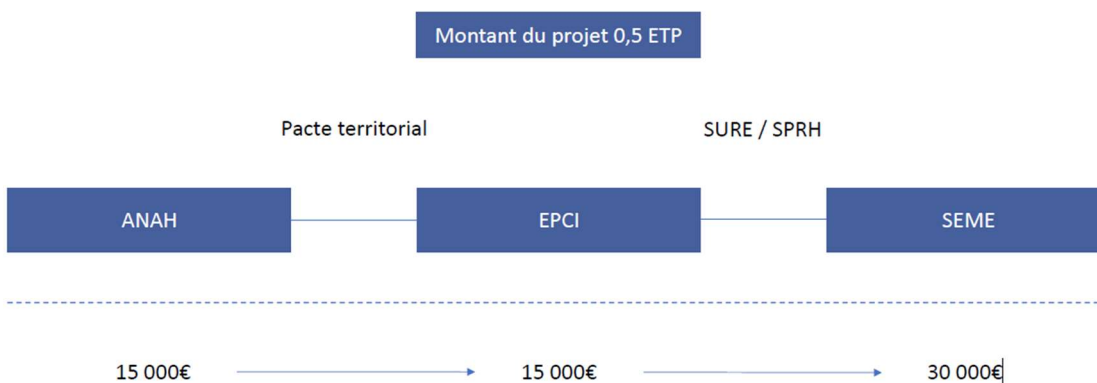 Montant du projet 0,5 ETP
Pacte territorial
SURE / SPRH
ANAH
EPCI
SEME
15 000€
15 000€
30 000€